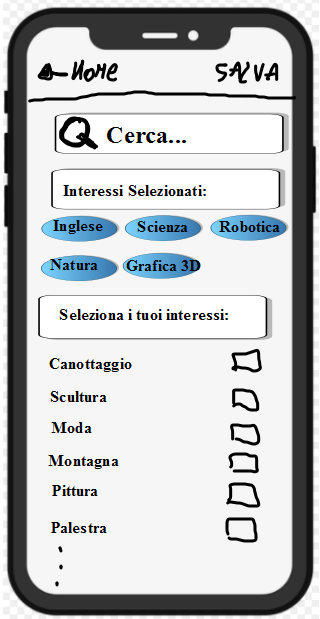 Home SALVA
Cerca...
Interessi Selezionati:
Inglese Scienza Robotica
Natura Grafica 3D
Seleziona i tuoi interessi:
Canottaggio
Scultura
Moda
Montagna
Pittura
Palestra